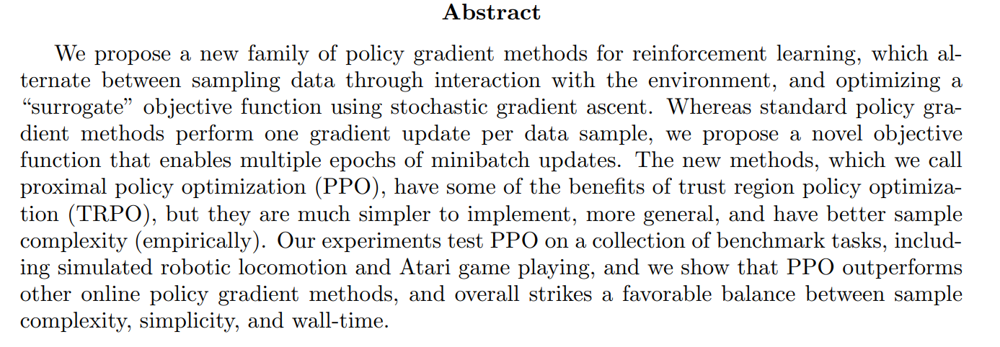 Abstract
We propose a new family of policy gradient methods for reinforcement learning, which al-
ternate between sampling data through interaction with the environment, and optimizing a
“surrogate” objective function using stochastic gradient ascent. Whereas standard policy gra-
dient methods perform one gradient update per data sample, we propose a novel objective
function that enables multiple epochs of minibatch updates. The new methods, which we call
proximal policy optimization (PPO), have some of the benefits of trust region policy optimiza-
tion (TRPO), but they are much simpler to implement, more general, and have better sample
complexity (empirically). Our experiments test PPO on a collection of benchmark tasks, includ-
ing simulated robotic locomotion and Atari game playing, and we show that PPO outperforms
other online policy gradient methods, and overall strikes a favorable balance between sample
complexity, simplicity, and wall-time.